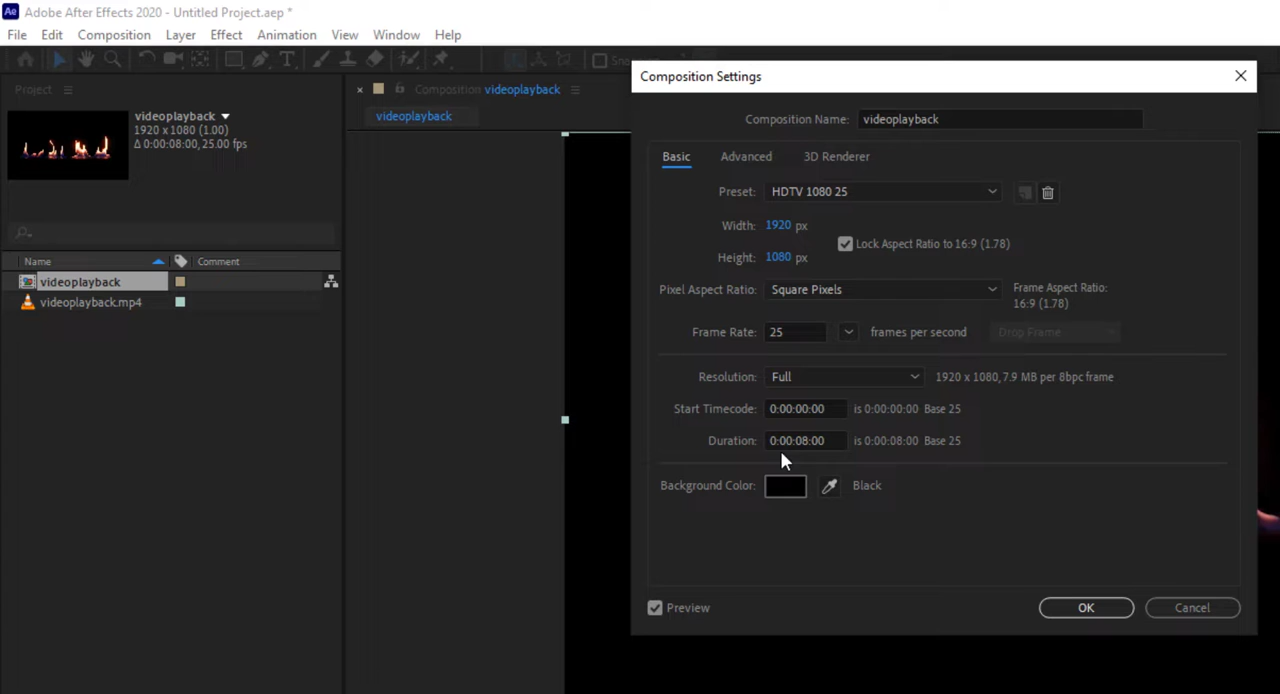 Ae Adobe After Effects 2020 - Untitled Project.aep *
File Edit Composition Layer Effect Animation View Window Help
Project
videoplayback
1920 x 1080 (1.00)
Δ 0:00:08:00, 25.00 fps
Name Comment
videoplayback
videoplayback.mp4
× Composition videoplayback
videoplayback
Composition Settings
Composition Name: videoplayback
Basic Advanced 3D Renderer
Preset: HDTV 1080 25
Width: 1920 px
Lock Aspect Ratio to 16:9 (1.78)
Height: 1080 px
Pixel Aspect Ratio: Square Pixels
Frame Aspect Ratio:
16:9 (1.78)
Frame Rate: 25 frames per second Drop Frame
Resolution: Full 1920 x 1080, 7.9 MB per 8bpc frame
Start Timecode: 0:00:00:00 is 0:00:00:00 Base 25
Duration: 0:00:08:00 is 0:00:08:00 Base 25
Background Color: Black
Preview OK Cancel